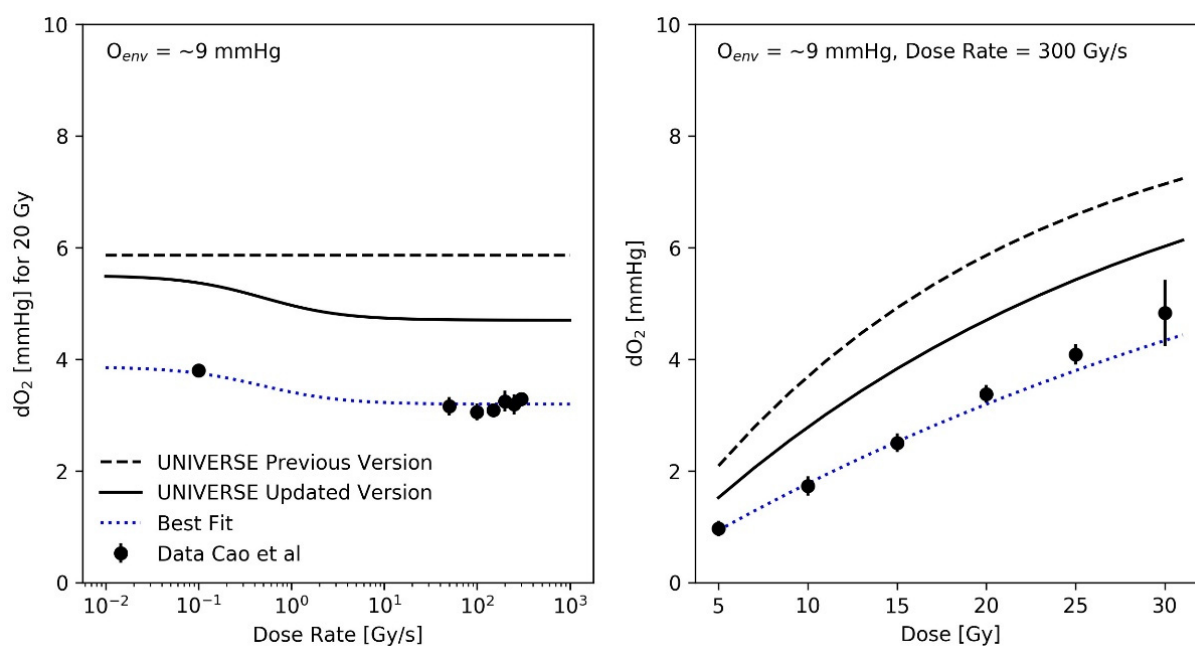 O_env = ~9 mmHg
dO₂ [mmHg] for 20 Gy
10
8
6
4
2
0
UNIVERSE Previous Version
UNIVERSE Updated Version
Best Fit
Data Cao et al
10⁻² 10⁻¹ 10⁰ 10¹ 10² 10³
Dose Rate [Gy/s]
O_env = ~9 mmHg, Dose Rate = 300 Gy/s
dO₂ [mmHg]
10
8
6
4
2
0
5 10 15 20 25 30
Dose [Gy]